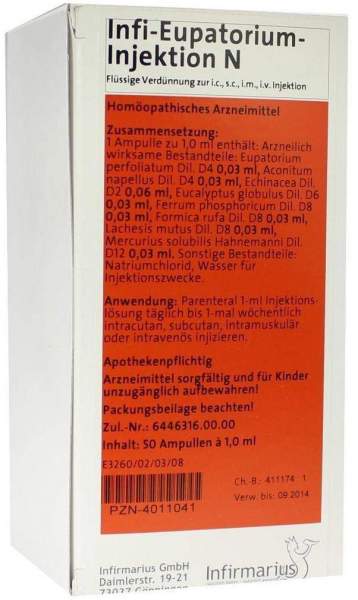 Infi-Eupatorium-
Injektion N
Flüssige Verdünnung zur i.c., s.c., i.m., i.v. Injektion
Homöopathisches Arzneimittel
Zusammensetzung:
1 Ampulle zu 1,0 ml enthält: Arzneilich
wirksame Bestandteile: Eupatorium
perfoliatum Dil. D4 0,03 ml, Aconitum
napellus Dil. D4 0,03 ml, Echinacea Dil.
D2 0,06 ml, Eucalyptus globulus Dil. D6
0,03 ml, Ferrum phosphoricum Dil. D8
0,03 ml, Formica rufa Dil. D8 0,03 ml,
Lachesis mutus Dil. D8 0,03 ml,
Mercurius solubilis Hahnemanni Dil.
D12 0,03 ml, Sonstige Bestandteile:
Natriumchlorid, Wasser für
Injektionszwecke.
Anwendung: Parenteral 1-ml Injektions-
lösung täglich bis 1-mal wöchentlich
intracutan, subcutan, intramuskulär
oder intravenös injizieren.
Apothekenpflichtig
Arzneimittel sorgfältig und für Kinder
unzugänglich aufbewahren!
Packungsbeilage beachten!
Zul.-Nr.: 6446316.00.00
Inhalt: 50 Ampullen à 1,0 ml
E3260/02/03/08
Ch.-B.: 411174 1
Verw. bis: 09.2014
PZN-4011041
Infirmarius GmbH
Daimlerstr. 19-21
73037 Göppingen
Infirmarius